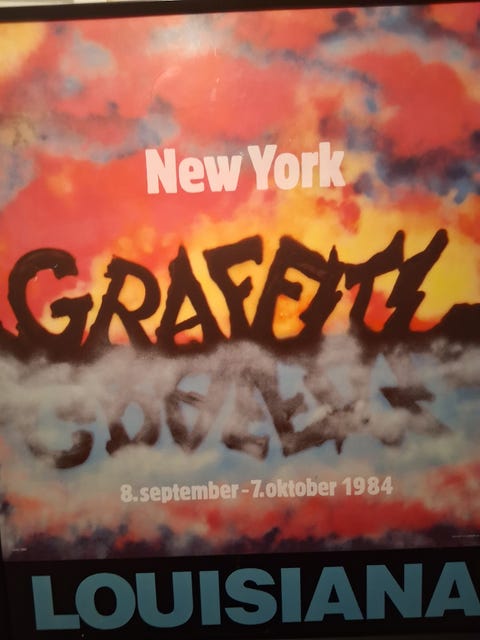 New York
GRAFFITI
8.september-7.oktober 1984
LOUISIANA